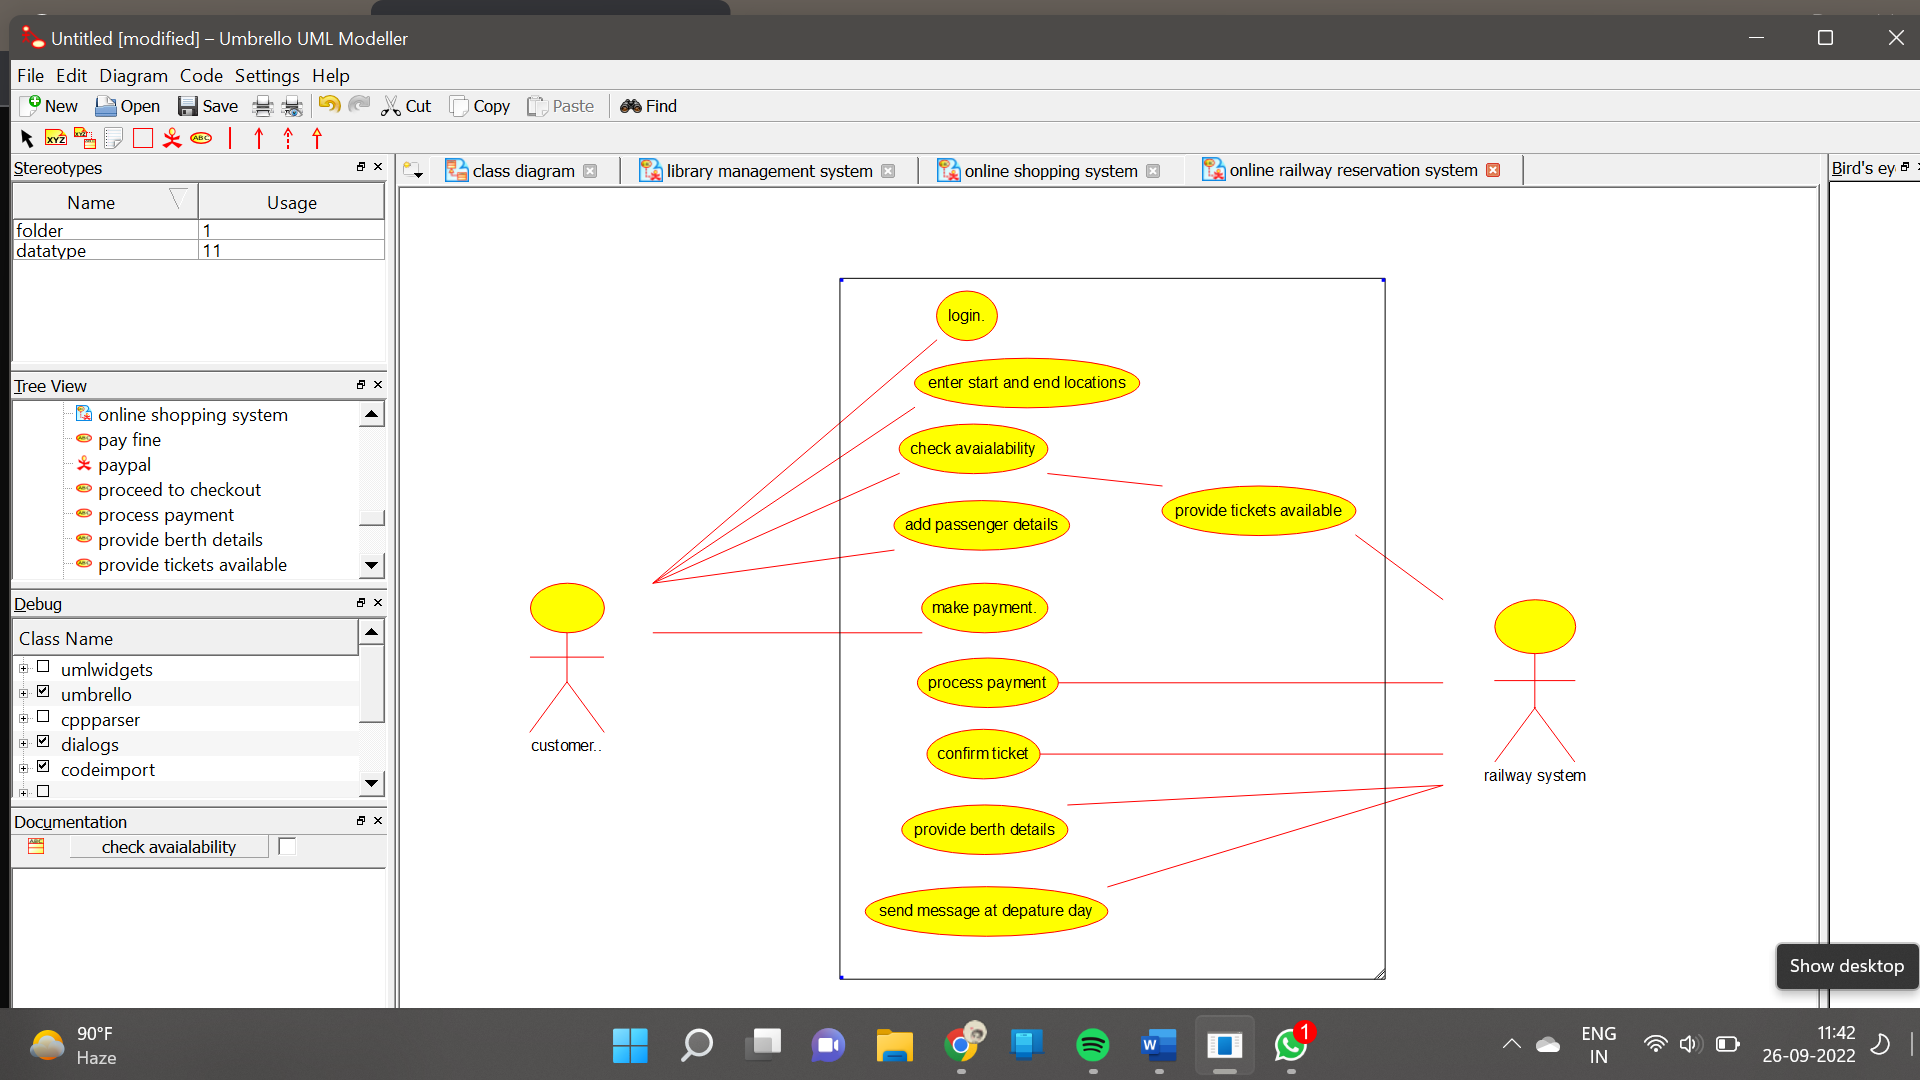 Untitled [modified] – Umbrello UML Modeller
File Edit Diagram Code Settings Help
New Open Save Cut Copy Paste Find
XYZ XYZ ABC
Stereotypes
Name Usage
folder 1
datatype 11
Tree View
online shopping system
pay fine
paypal
proceed to checkout
process payment
provide berth details
provide tickets available
Debug
Class Name
umlwidgets
umbrello
cppparser
dialogs
codeimport
Documentation
ABC check avaialability
class diagram library management system online shopping system online railway reservation system
Bird's ey
login.
enter start and end locations
check avaialability
provide tickets available
add passenger details
make payment.
process payment
confirm ticket
provide berth details
send message at depature day
customer..
railway system
Show desktop
90°F
Haze
W
1
ENG
IN
11:42
26-09-2022